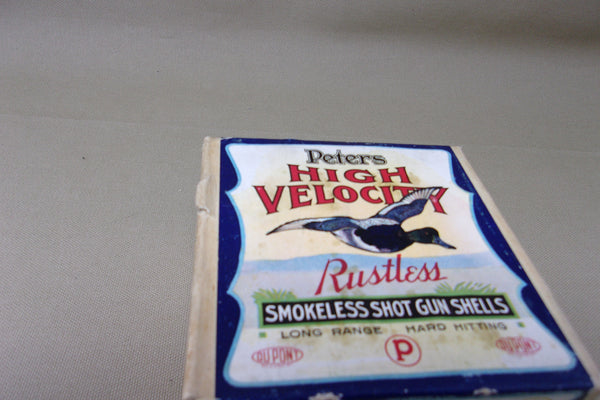 Peters
HIGH
VELOCITY
Rustless
SMOKELESS SHOT GUN SHELLS
LONG RANGE HARD HITTING
DU PONT P DU PONT